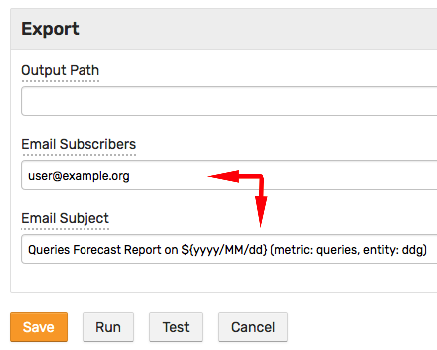 Export
Output Path
Email Subscribers
user@example.org
Email Subject
Queries Forecast Report on ${yyyy/MM/dd} (metric: queries, entity: ddg)
Save Run Test Cancel